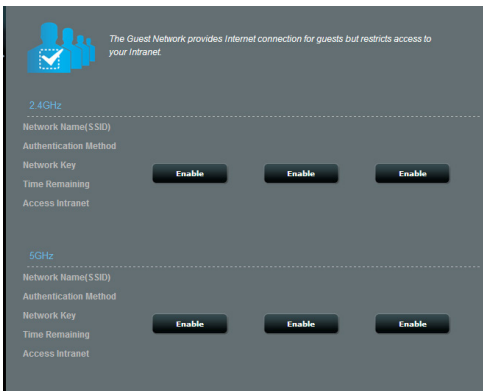 The Guest Network provides Internet connection for guests but restricts access to
your Intranet.
2.4GHz
Network Name(SSID)
Authentication Method
Network Key
Enable Enable Enable
Time Remaining
Access Intranet
5GHz
Network Name(SSID)
Authentication Method
Network Key
Enable Enable Enable
Time Remaining
Access Intranet